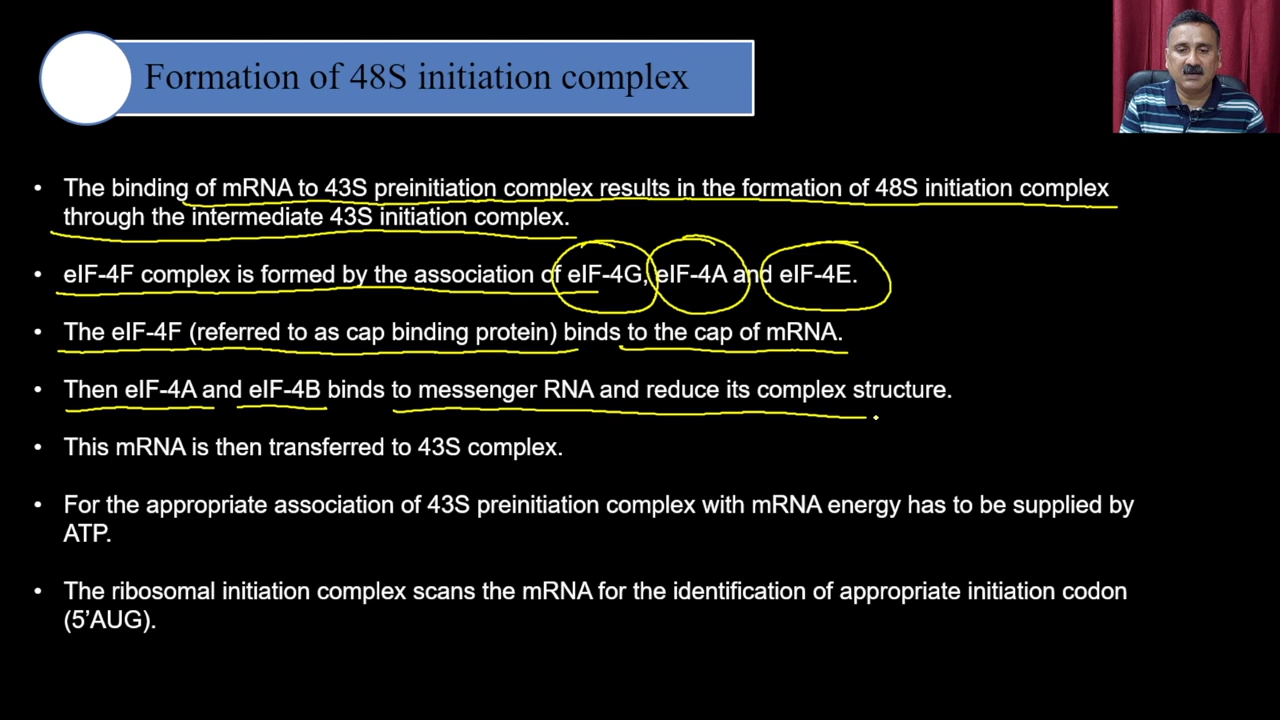 Formation of 48S initiation complex
• The binding of mRNA to 43S preinitiation complex results in the formation of 48S initiation complex
through the intermediate 43S initiation complex.
• eIF-4F complex is formed by the association of eIF-4G, eIF-4A and eIF-4E.
• The eIF-4F (referred to as cap binding protein) binds to the cap of mRNA.
• Then eIF-4A and eIF-4B binds to messenger RNA and reduce its complex structure.
• This mRNA is then transferred to 43S complex.
• For the appropriate association of 43S preinitiation complex with mRNA energy has to be supplied by
ATP.
• The ribosomal initiation complex scans the mRNA for the identification of appropriate initiation codon
(5’AUG).